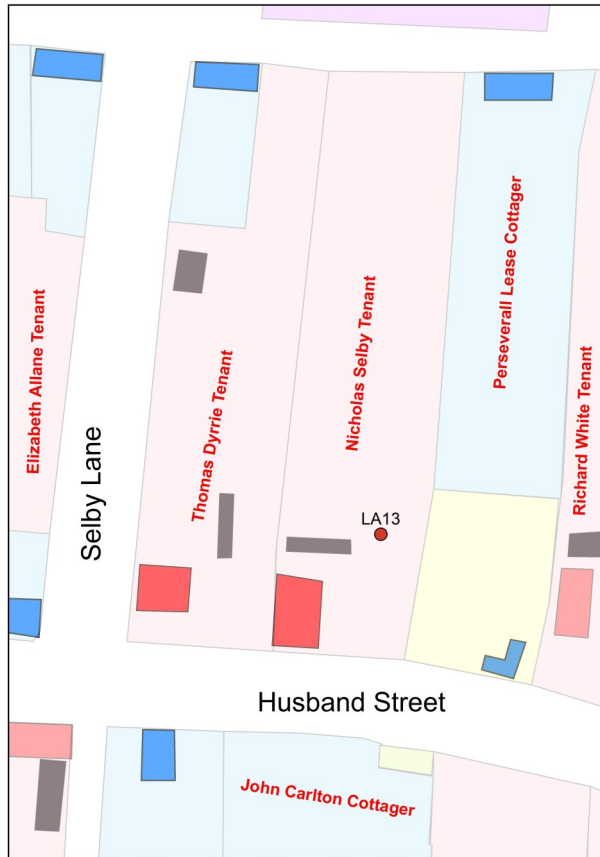 Perseverall Lease Cottager
Elizabeth Allane Tenant
Nicholas Selby Tenant
Thomas Dyrrie Tenant
Richard White Tenant
Selby Lane
LA13
Husband Street
John Carlton Cottager